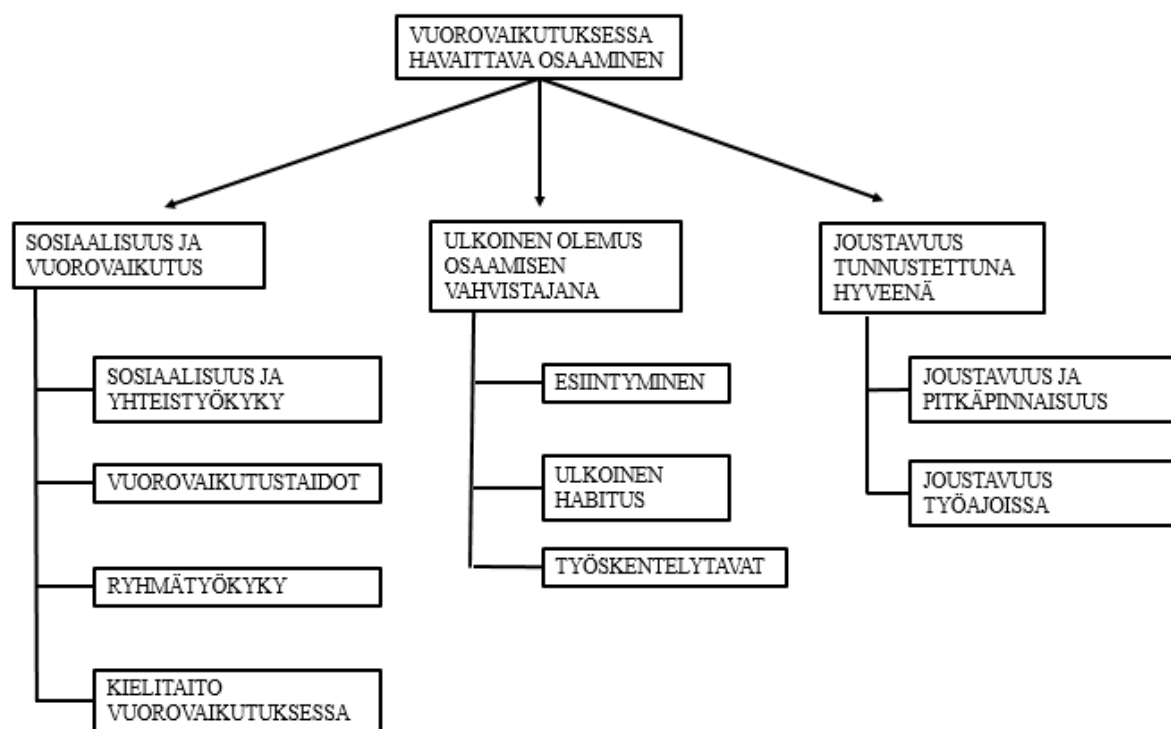 VUOROVAIKUTUKSESSA
HAVAITTAVA OSAAMINEN
SOSIAALISUUS JA
VUOROVAIKUTUS
SOSIAALISUUS JA
YHTEISTYÖKYKY
VUOROVAIKUTUSTAIDOT
RYHMÄTYÖKYKY
KIELITAITO
VUOROVAIKUTUKSESSA
ULKOINEN OLEMUS
OSAAMISEN
VAHVISTAJANA
ESIINTYMINEN
ULKOINEN
HABITUS
TYÖSKENTELYTAVAT
JOUSTAVUUS
TUNNUSTETTUNA
HYVEENÄ
JOUSTAVUUS JA
PITKÄPINNAISUUS
JOUSTAVUUS
TYÖAJOISSA